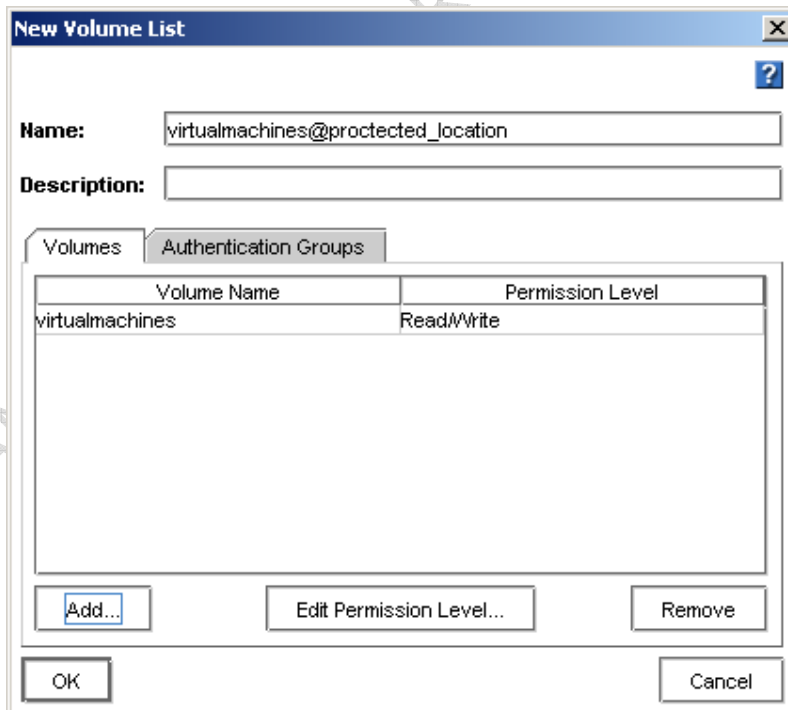 New Volume List
?
Name: virtualmachines@proctected_location
Description:
Volumes Authentication Groups
Volume Name Permission Level
virtualmachines Read/Write
Add... Edit Permission Level... Remove
OK Cancel